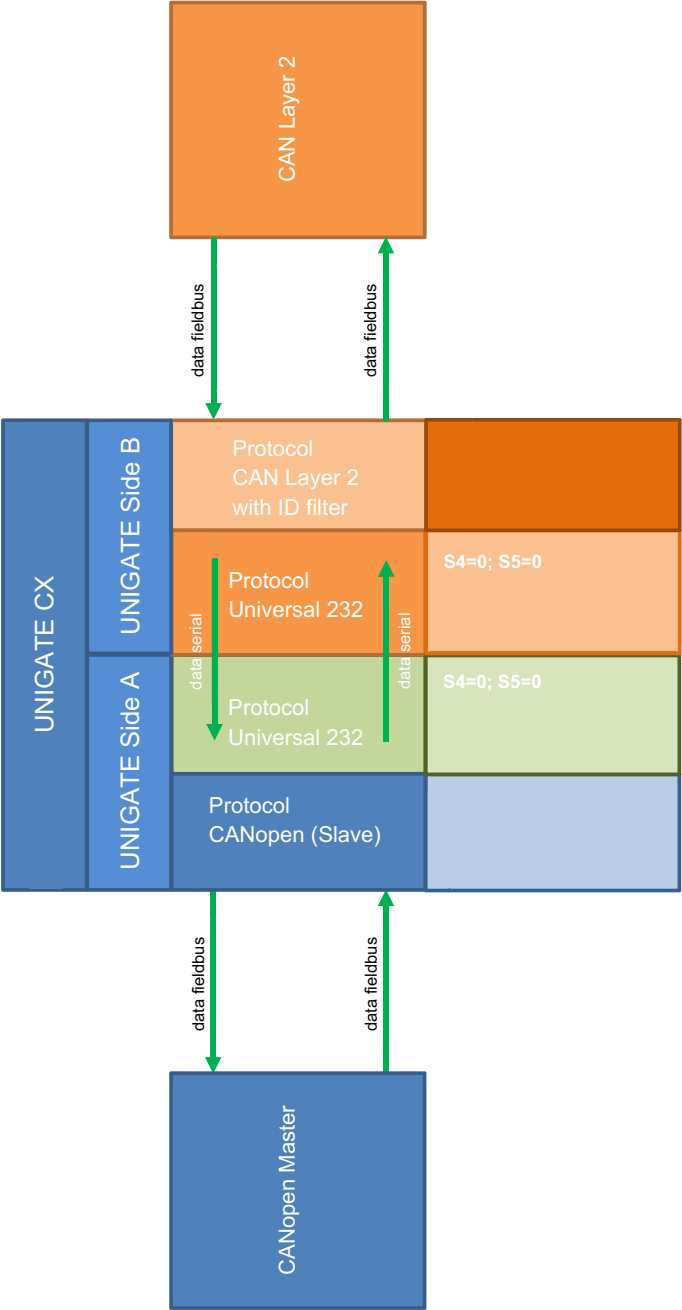 CAN Layer 2
data fieldbus
data fieldbus
UNIGATE CX
UNIGATE Side B
Protocol
CAN Layer 2
with ID filter
Protocol
Universal 232
S4=0; S5=0
data serial
data serial
UNIGATE Side A
Protocol
Universal 232
S4=0; S5=0
Protocol
CANopen (Slave)
data fieldbus
data fieldbus
CANopen Master